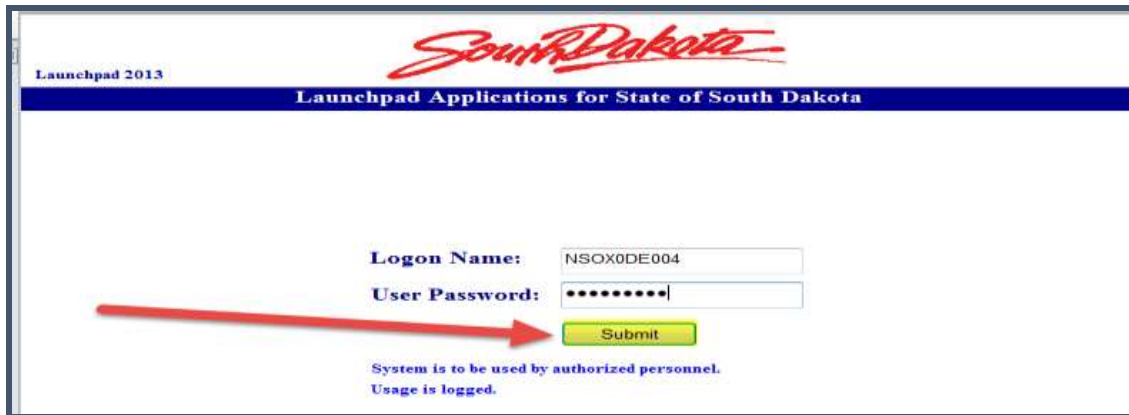 South Dakota
Launchpad 2013
Launchpad Applications for State of South Dakota
Logon Name: NSOX0DE004
User Password: •••••••••
Submit
System is to be used by authorized personnel.
Usage is logged.